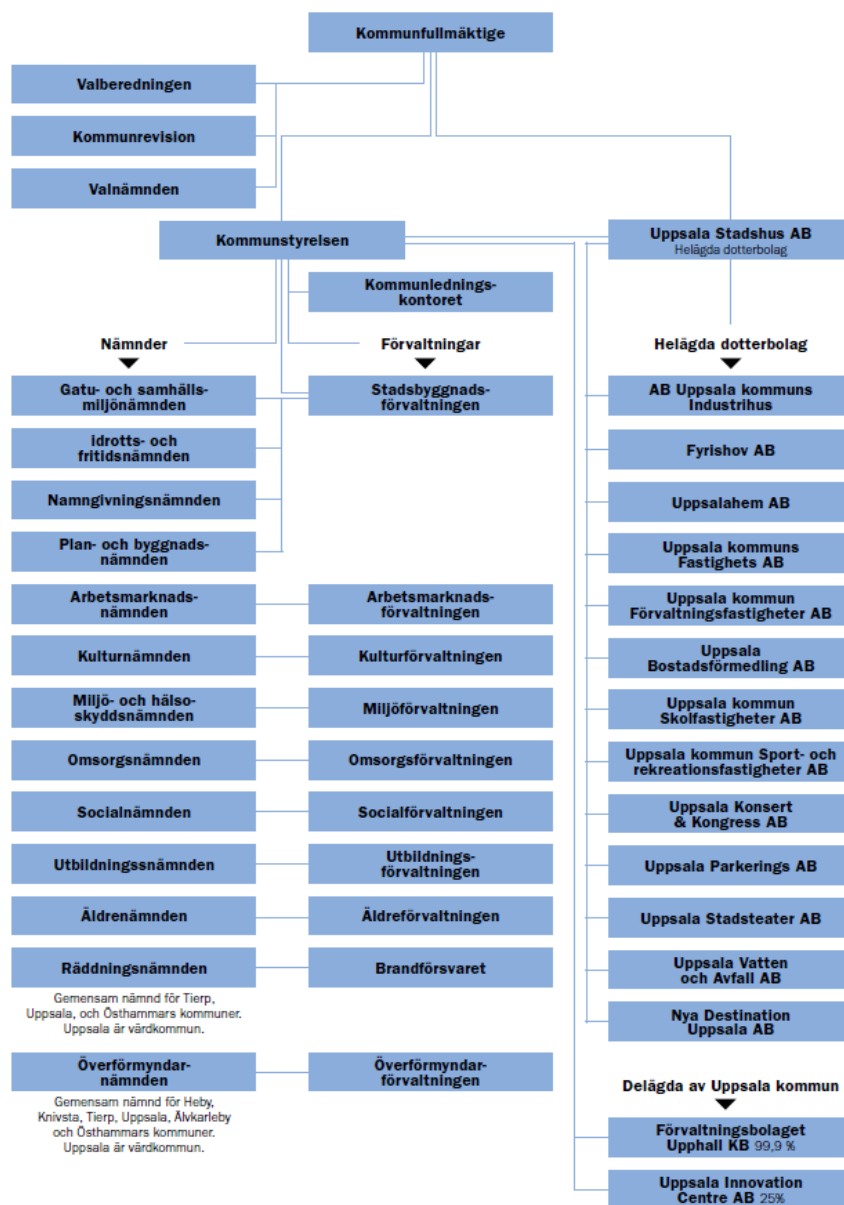 Kommunfullmäktige
Valberedningen
Kommunrevision
Valnämnden
Kommunstyrelsen
Uppsala Stadshus AB
Helägda dotterbolag
Kommunlednings-
kontoret
Nämnder
Förvaltningar
Helägda dotterbolag
Gatu- och samhälls-
miljönämnden
Stadsbyggnads-
förvaltningen
AB Uppsala kommuns
Industrihus
idrotts- och
fritidsnämnden
Fyrishov AB
Namngivningsnämnden
Uppsalahem AB
Plan- och byggnads-
nämnden
Uppsala kommuns
Fastighets AB
Arbetsmarknads-
nämnden
Arbetsmarknads-
förvaltningen
Uppsala kommun
Förvaltningsfastigheter AB
Kulturnämnden
Kulturförvaltningen
Uppsala
Bostadsförmedling AB
Miljö- och hälso-
skyddsnämnden
Miljöförvaltningen
Uppsala kommun
Skolfastigheter AB
Omsorgsnämnden
Omsorgsförvaltningen
Uppsala kommun Sport- och
rekreationsfastigheter AB
Socialnämnden
Socialförvaltningen
Uppsala Konsert
& Kongress AB
Utbildningssnämnden
Utbildnings-
förvaltningen
Uppsala Parkerings AB
Äldrenämnden
Äldreförvaltningen
Uppsala Stadsteater AB
Räddningsnämnden
Brandförsvaret
Uppsala Vatten
och Avfall AB
Gemensam nämnd för Tierp,
Uppsala, och Östhammars kommuner.
Uppsala är värdkommun.
Nya Destination
Uppsala AB
Överförmyndar-
nämnden
Överförmyndar-
förvaltningen
Gemensam nämnd för Heby,
Knivsta, Tierp, Uppsala, Älvkarleby
och Östhammars kommuner.
Uppsala är värdkommun.
Delägda av Uppsala kommun
Förvaltningsbolaget
Upphall KB 99,9 %
Uppsala Innovation
Centre AB 25%